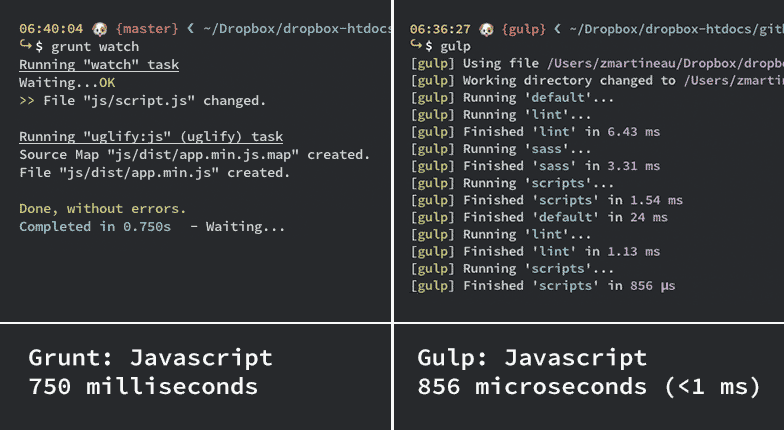 06:40:04 🐶 {master} ❮ ~/Dropbox/dropbox-htdocs
↪ $ grunt watch
Running "watch" task
Waiting...OK
>> File "js/script.js" changed.
Running "uglify:js" (uglify) task
Source Map "js/dist/app.min.js.map" created.
File "js/dist/app.min.js" created.
Done, without errors.
Completed in 0.750s - Waiting...
Grunt: Javascript
750 milliseconds
06:36:27 🐶 {gulp} ❮ ~/Dropbox/dropbox-htdocs/gith
↪ $ gulp
[gulp] Using file /Users/zmartineau/Dropbox/dropb
[gulp] Working directory changed to /Users/zmartin
[gulp] Running 'default'...
[gulp] Running 'lint'...
[gulp] Finished 'lint' in 6.43 ms
[gulp] Running 'sass'...
[gulp] Finished 'sass' in 3.31 ms
[gulp] Running 'scripts'...
[gulp] Finished 'scripts' in 1.54 ms
[gulp] Finished 'default' in 24 ms
[gulp] Running 'lint'...
[gulp] Finished 'lint' in 1.13 ms
[gulp] Running 'scripts'...
[gulp] Finished 'scripts' in 856 μs
Gulp: Javascript
856 microseconds (<1 ms)